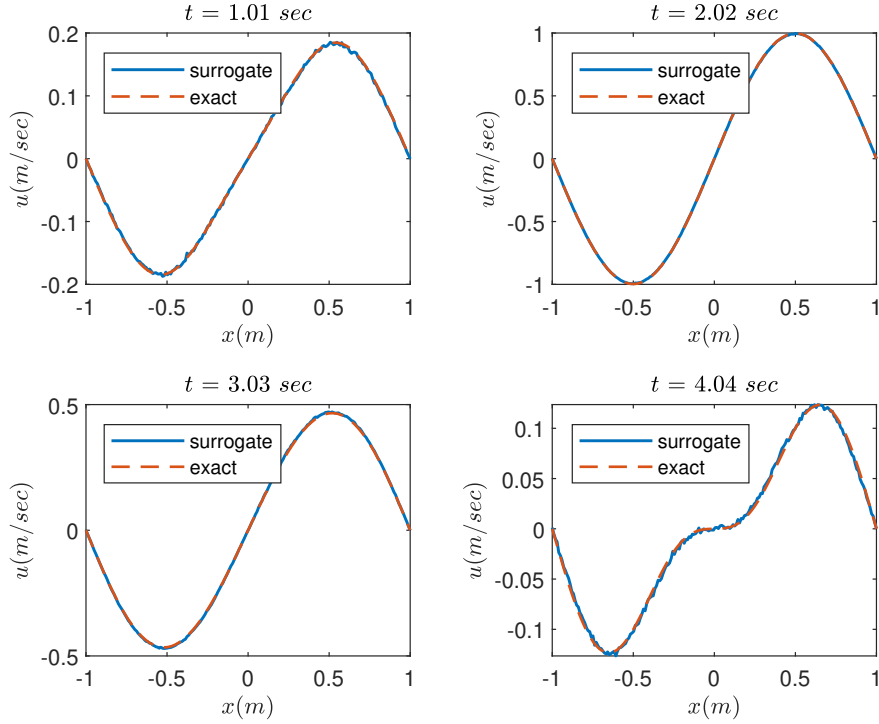 t = 1.01 sec
0.2
0.1
0
-0.1
-0.2
u(m/sec)
surrogate
exact
-1 -0.5 0 0.5 1
x(m)
t = 2.02 sec
1
0.5
0
-0.5
-1
u(m/sec)
surrogate
exact
-1 -0.5 0 0.5 1
x(m)
t = 3.03 sec
0.5
0
-0.5
u(m/sec)
surrogate
exact
-1 -0.5 0 0.5 1
x(m)
t = 4.04 sec
0.1
0.05
0
-0.05
-0.1
u(m/sec)
surrogate
exact
-1 -0.5 0 0.5 1
x(m)